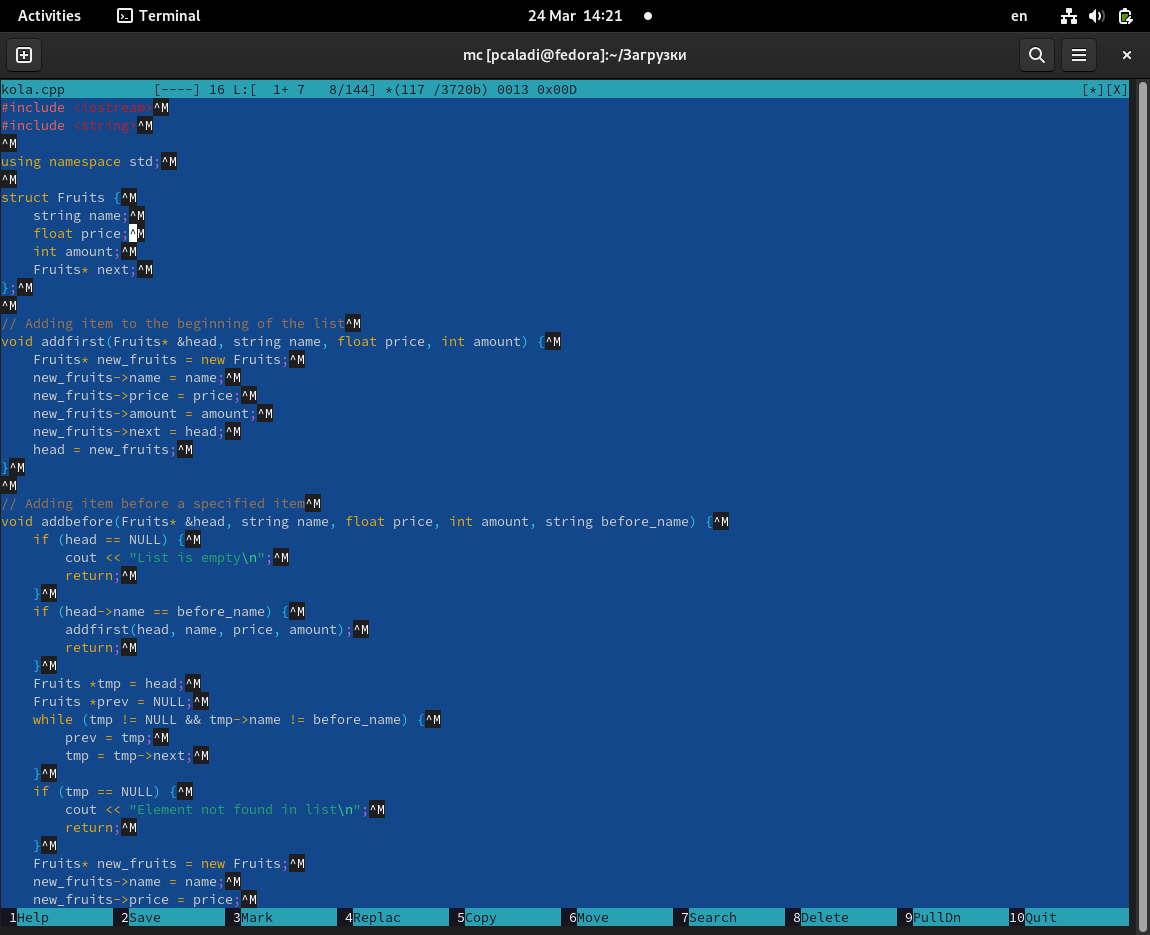 Activities Terminal 24 Mar 14:21 en
mc [pcaladi@fedora]:~/Загрузки
kola.cpp [----] 16 L:[ 1+ 7 8/144] *(117 /3720b) 0013 0x00D [*][X]
#include <iostream>^M
#include <string>^M
^M
using namespace std;^M
^M
struct Fruits {^M
    string name;^M
    float price;^M
    int amount;^M
    Fruits* next;^M
};^M
^M
// Adding item to the beginning of the list^M
void addfirst(Fruits* &head, string name, float price, int amount) {^M
    Fruits* new_fruits = new Fruits;^M
    new_fruits->name = name;^M
    new_fruits->price = price;^M
    new_fruits->amount = amount;^M
    new_fruits->next = head;^M
    head = new_fruits;^M
}^M
^M
// Adding item before a specified item^M
void addbefore(Fruits* &head, string name, float price, int amount, string before_name) {^M
    if (head == NULL) {^M
        cout << "List is empty\n";^M
        return;^M
    }^M
    if (head->name == before_name) {^M
        addfirst(head, name, price, amount);^M
        return;^M
    }^M
    Fruits *tmp = head;^M
    Fruits *prev = NULL;^M
    while (tmp != NULL && tmp->name != before_name) {^M
        prev = tmp;^M
        tmp = tmp->next;^M
    }^M
    if (tmp == NULL) {^M
        cout << "Element not found in list\n";^M
        return;^M
    }^M
    Fruits* new_fruits = new Fruits;^M
    new_fruits->name = name;^M
    new_fruits->price = price;^M
1Help 2Save 3Mark 4Replac 5Copy 6Move 7Search 8Delete 9PullDn 10Quit